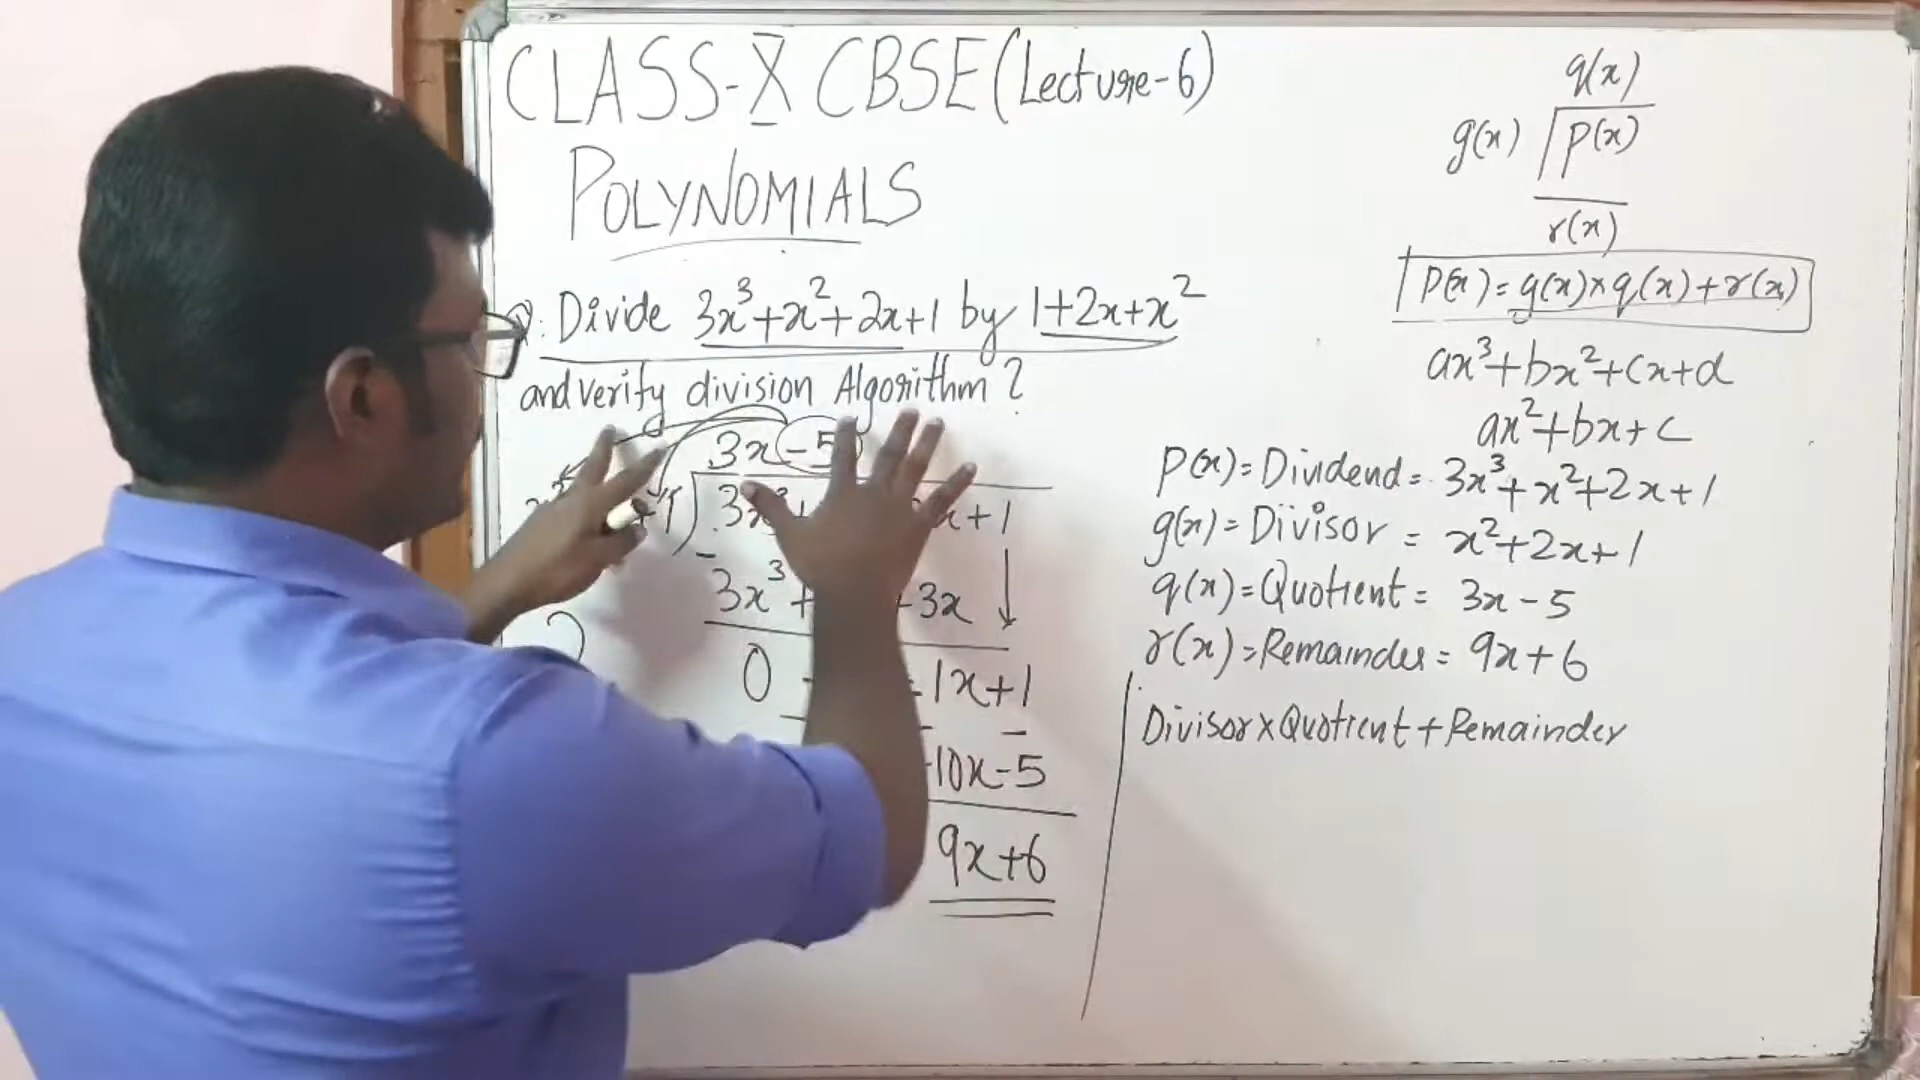 CLASS-X CBSE (Lecture-6)
POLYNOMIALS
Q. Divide 3x³+x²+2x+1 by 1+2x+x²
and verify division Algorithm?
3x-5
3x³+ x+1
3x³+ -3x
0 - -1x+1
-10x-5
9x+6
q(x)
g(x) p(x)
r(x)
P(x)=g(x)×q(x)+r(x)
ax³+bx²+cx+d
ax²+bx+c
P(x)=Dividend=3x³+x²+2x+1
g(x)=Divisor = x²+2x+1
q(x)=Quotient = 3x-5
r(x)=Remainder = 9x+6
Divisor×Quotient+Remainder